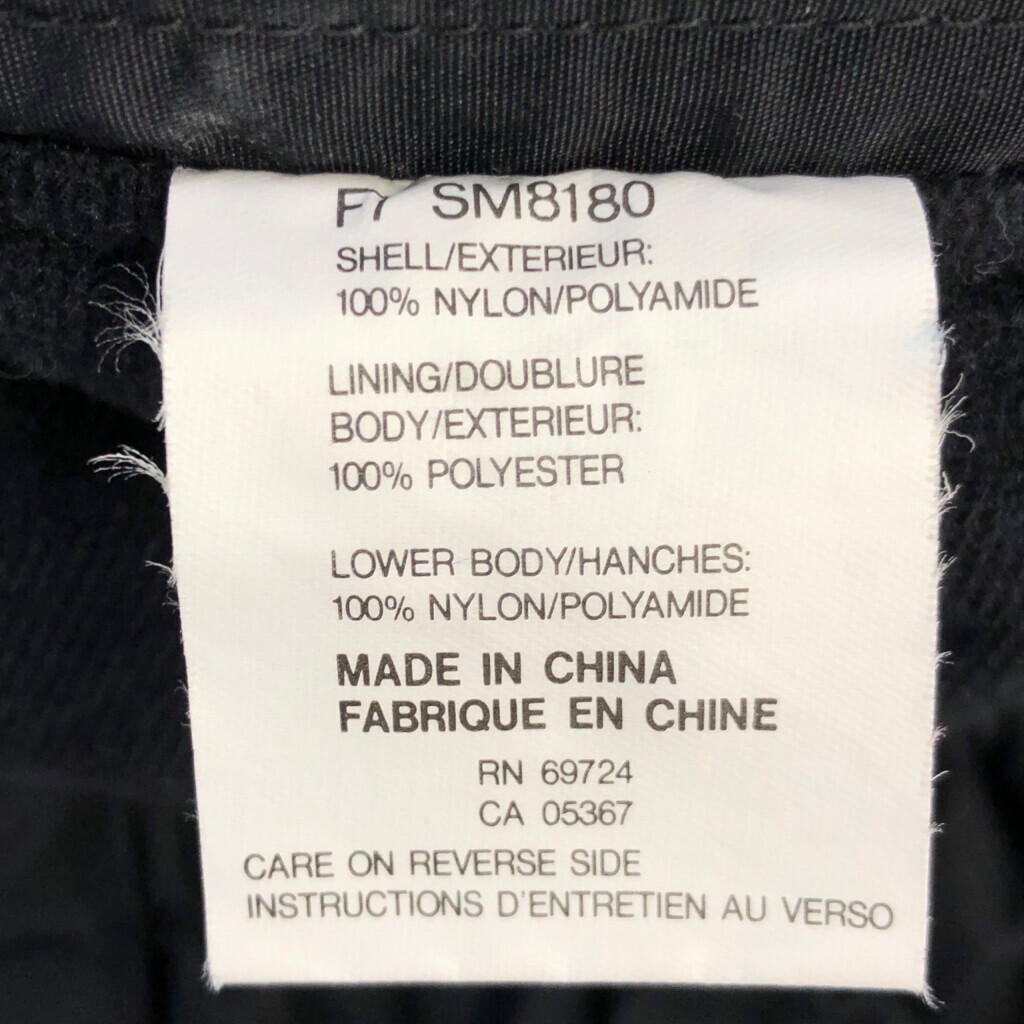 SM8180
SHELL/EXTERIEUR:
100% NYLON/POLYAMIDE
LINING/DOUBLURE
BODY/EXTERIEUR:
100% POLYESTER
LOWER BODY/HANCHES:
100% NYLON/POLYAMIDE
MADE IN CHINA
FABRIQUE EN CHINE
RN 69724
CA 05367
CARE ON REVERSE SIDE
INSTRUCTIONS D'ENTRETIEN AU VERSO